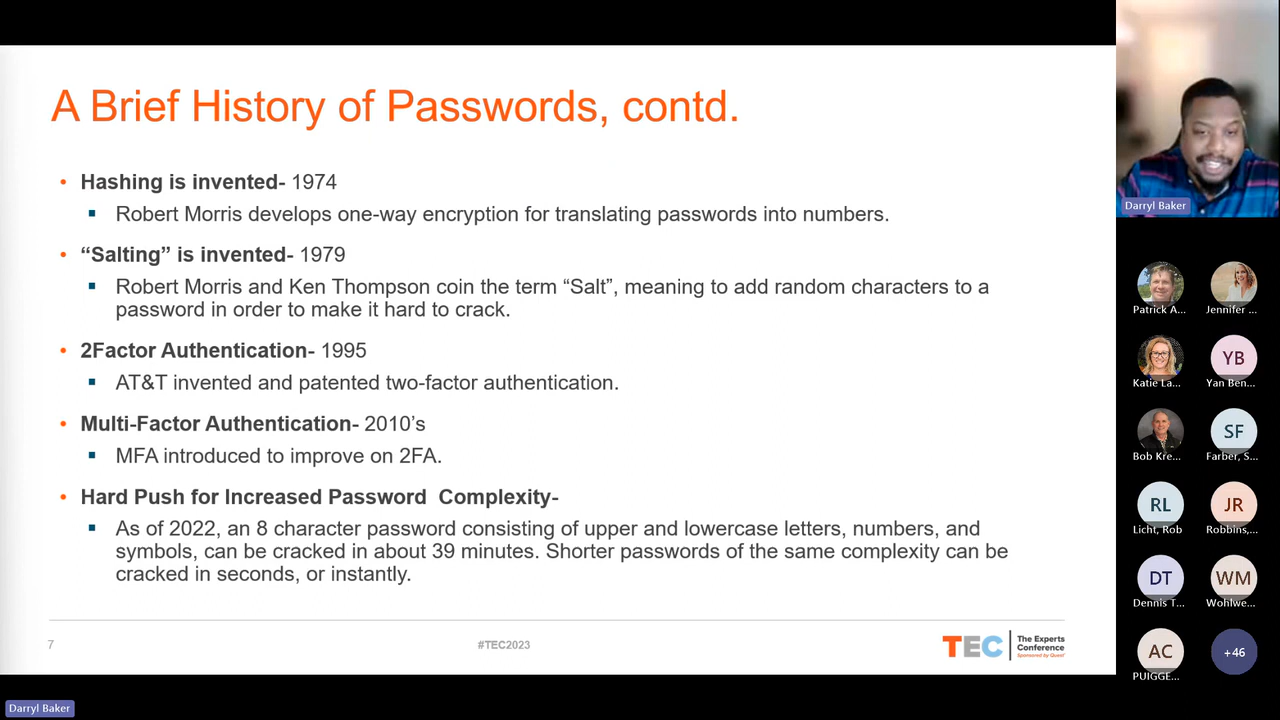 A Brief History of Passwords, contd.
• Hashing is invented- 1974
▪ Robert Morris develops one-way encryption for translating passwords into numbers.
• “Salting” is invented- 1979
▪ Robert Morris and Ken Thompson coin the term “Salt”, meaning to add random characters to a
password in order to make it hard to crack.
• 2Factor Authentication- 1995
▪ AT&T invented and patented two-factor authentication.
• Multi-Factor Authentication- 2010’s
▪ MFA introduced to improve on 2FA.
• Hard Push for Increased Password  Complexity-
▪ As of 2022, an 8 character password consisting of upper and lowercase letters, numbers, and
symbols, can be cracked in about 39 minutes. Shorter passwords of the same complexity can be
cracked in seconds, or instantly.
7
#TEC2023
TEC
The Experts
Conference
Sponsored by Quest
Darryl Baker
Patrick A...
Jennifer ...
Katie La...
YB
Yan Ben...
Bob Kre...
SF
Farber, S...
RL
Licht, Rob
JR
Robbins,...
DT
Dennis T...
WM
Wohlwe...
AC
PUIGGE...
+46
Darryl Baker